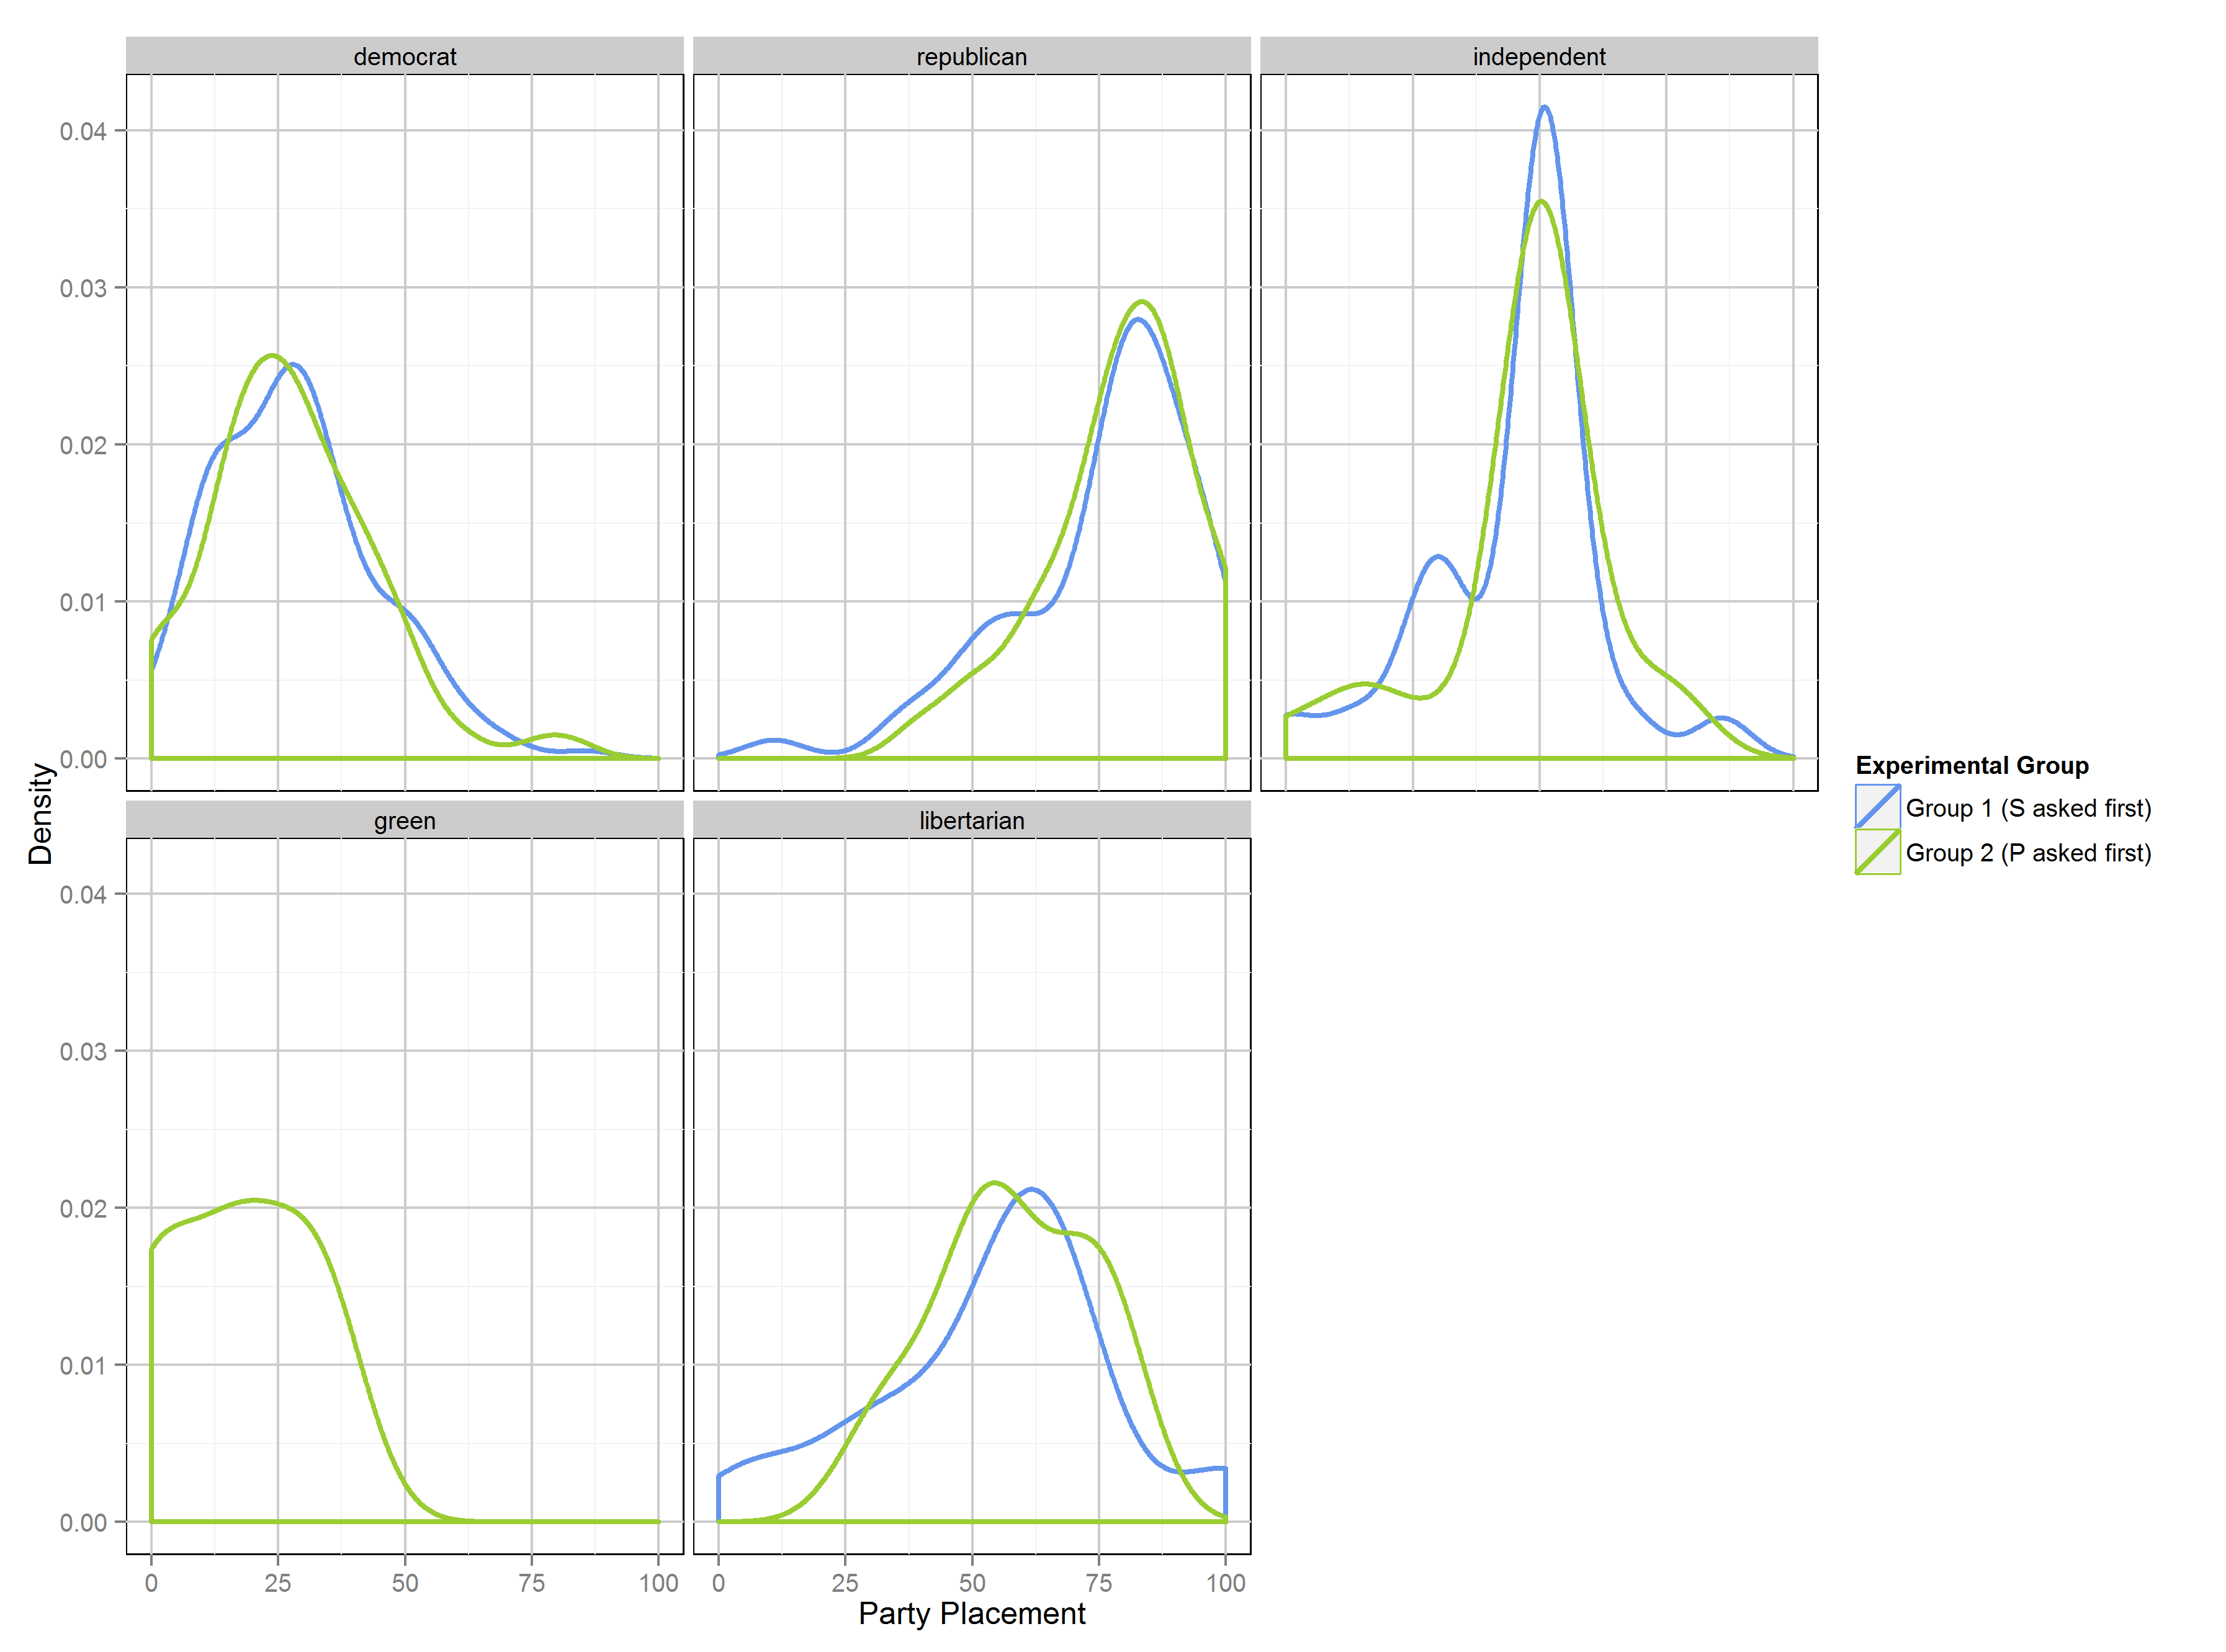 democrat
republican
independent
0.04
0.03
0.02
0.01
0.00
green
libertarian
0.04
0.03
0.02
0.01
0.00
0 25 50 75 100
0 25 50 75 100
Party Placement
Density
Experimental Group
Group 1 (S asked first)
Group 2 (P asked first)